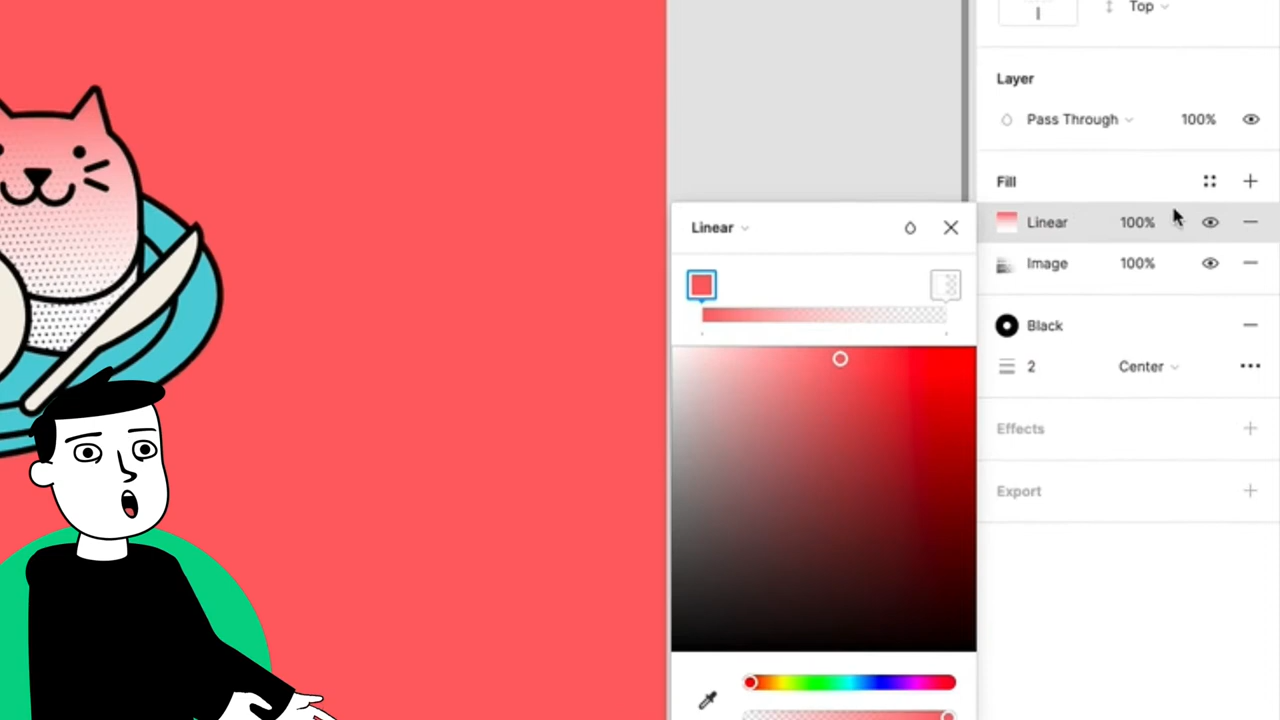 Top
Layer
Pass Through 100%
Fill
Linear 100%
Image 100%
Black
2 Center
Effects
Export
Linear